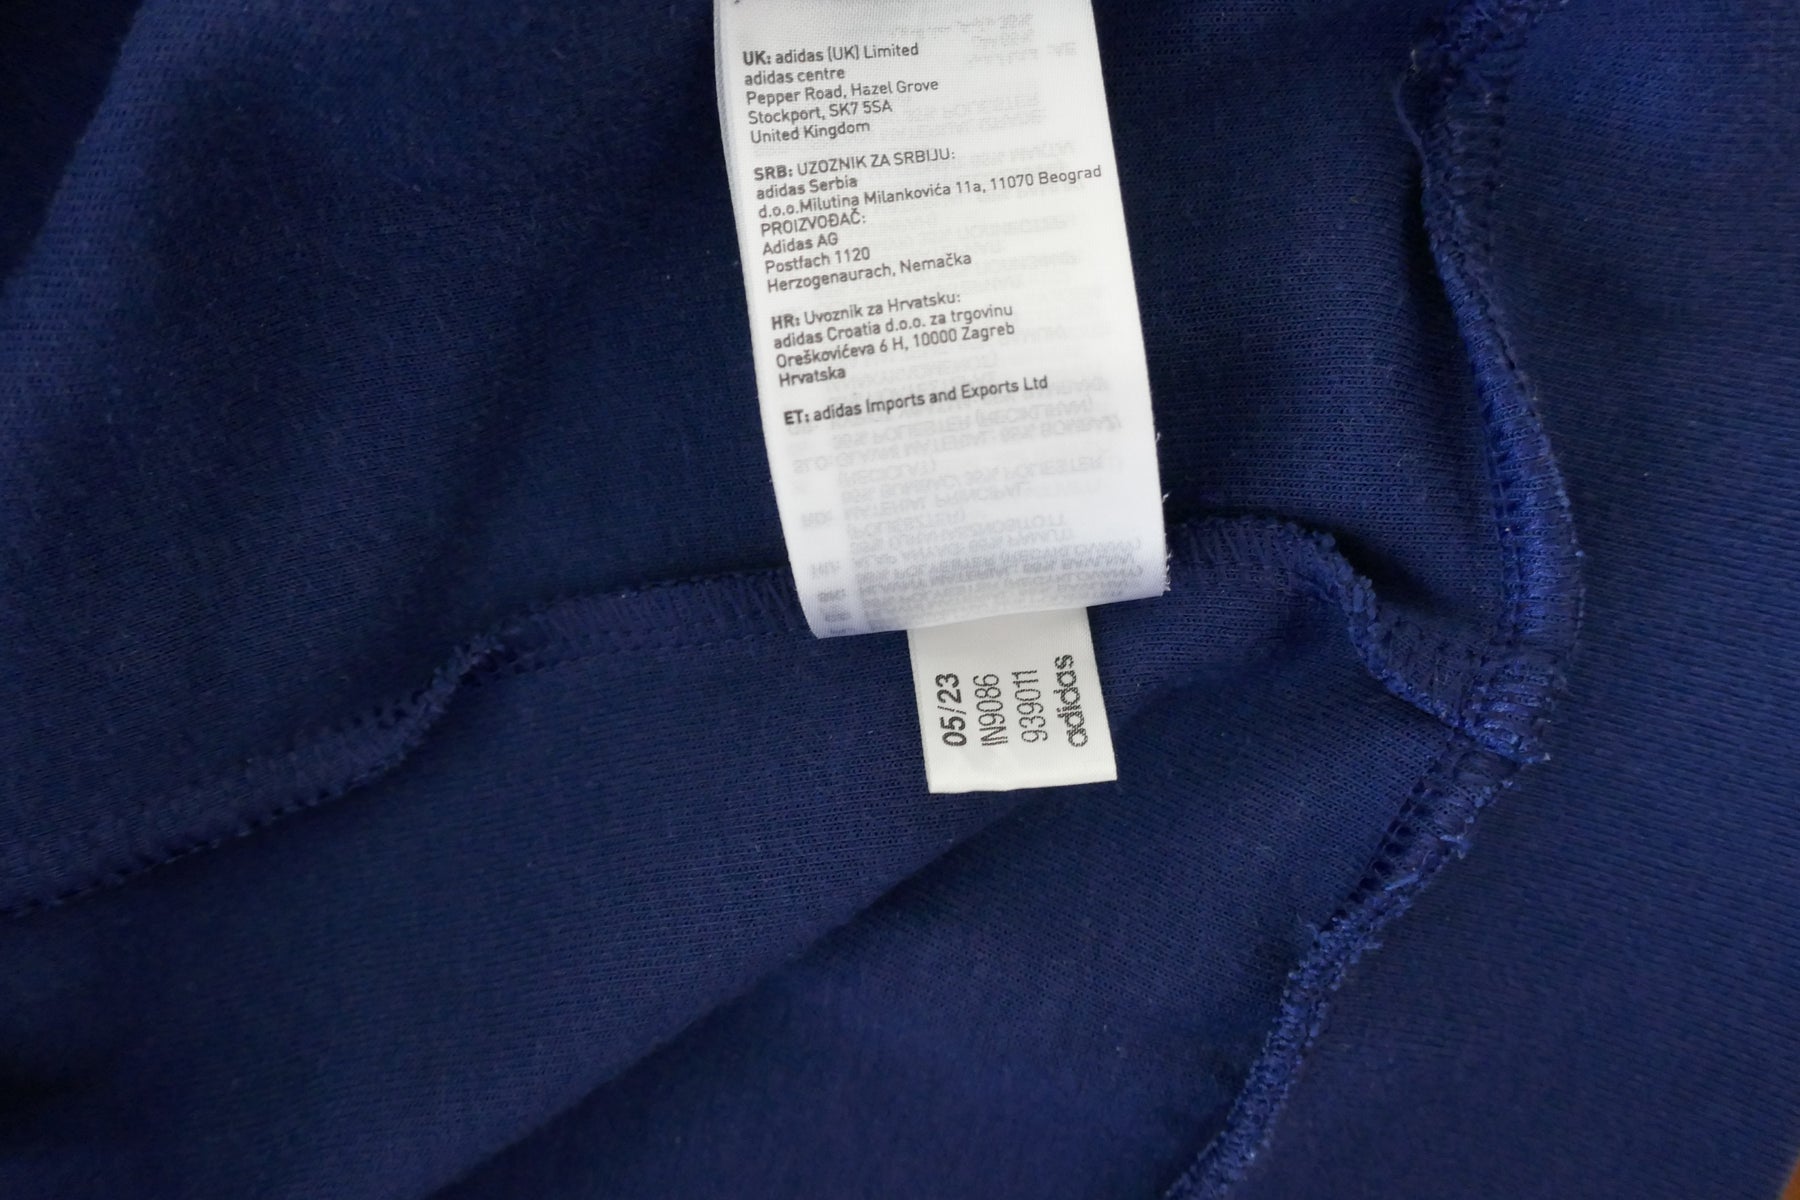 UK: adidas (UK) Limited
adidas centre
Pepper Road, Hazel Grove
Stockport, SK7 5SA
United Kingdom
SRB: UZOZNIK ZA SRBIJU:
adidas Serbia
d.o.o.Milutina Milankovića 11a, 11070 Beograd
PROIZVOĐAČ:
Adidas AG
Postfach 1120
Herzogenaurach, Nemačka
HR: Uvoznik za Hrvatsku:
adidas Croatia d.o.o. za trgovinu
Oreškovićeva 6 H, 10000 Zagreb
Hrvatska
ET: adidas Imports and Exports Ltd
05/23
IN9086
939011
adidas